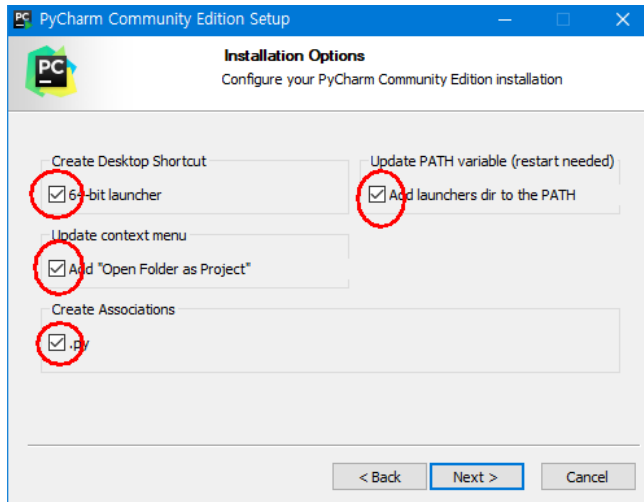 PC PyCharm Community Edition Setup
PC
Installation Options
Configure your PyCharm Community Edition installation
Create Desktop Shortcut
64-bit launcher
Update PATH variable (restart needed)
Add launchers dir to the PATH
Update context menu
Add "Open Folder as Project"
Create Associations
.py
< Back
Next >
Cancel